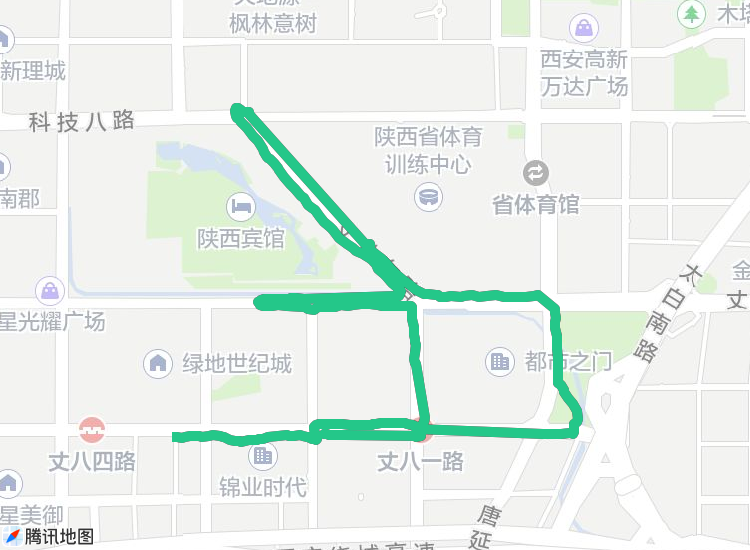 枫林意树
木塔
西安高新
万达广场
新理城
科技八路
陕西省体育
训练中心
南郡
省体育馆
陕西宾馆
太白南路
金
丈
星光耀广场
绿地世纪城
都市之门
丈八四路
丈八一路
锦业时代
星美御
唐延
腾讯地图